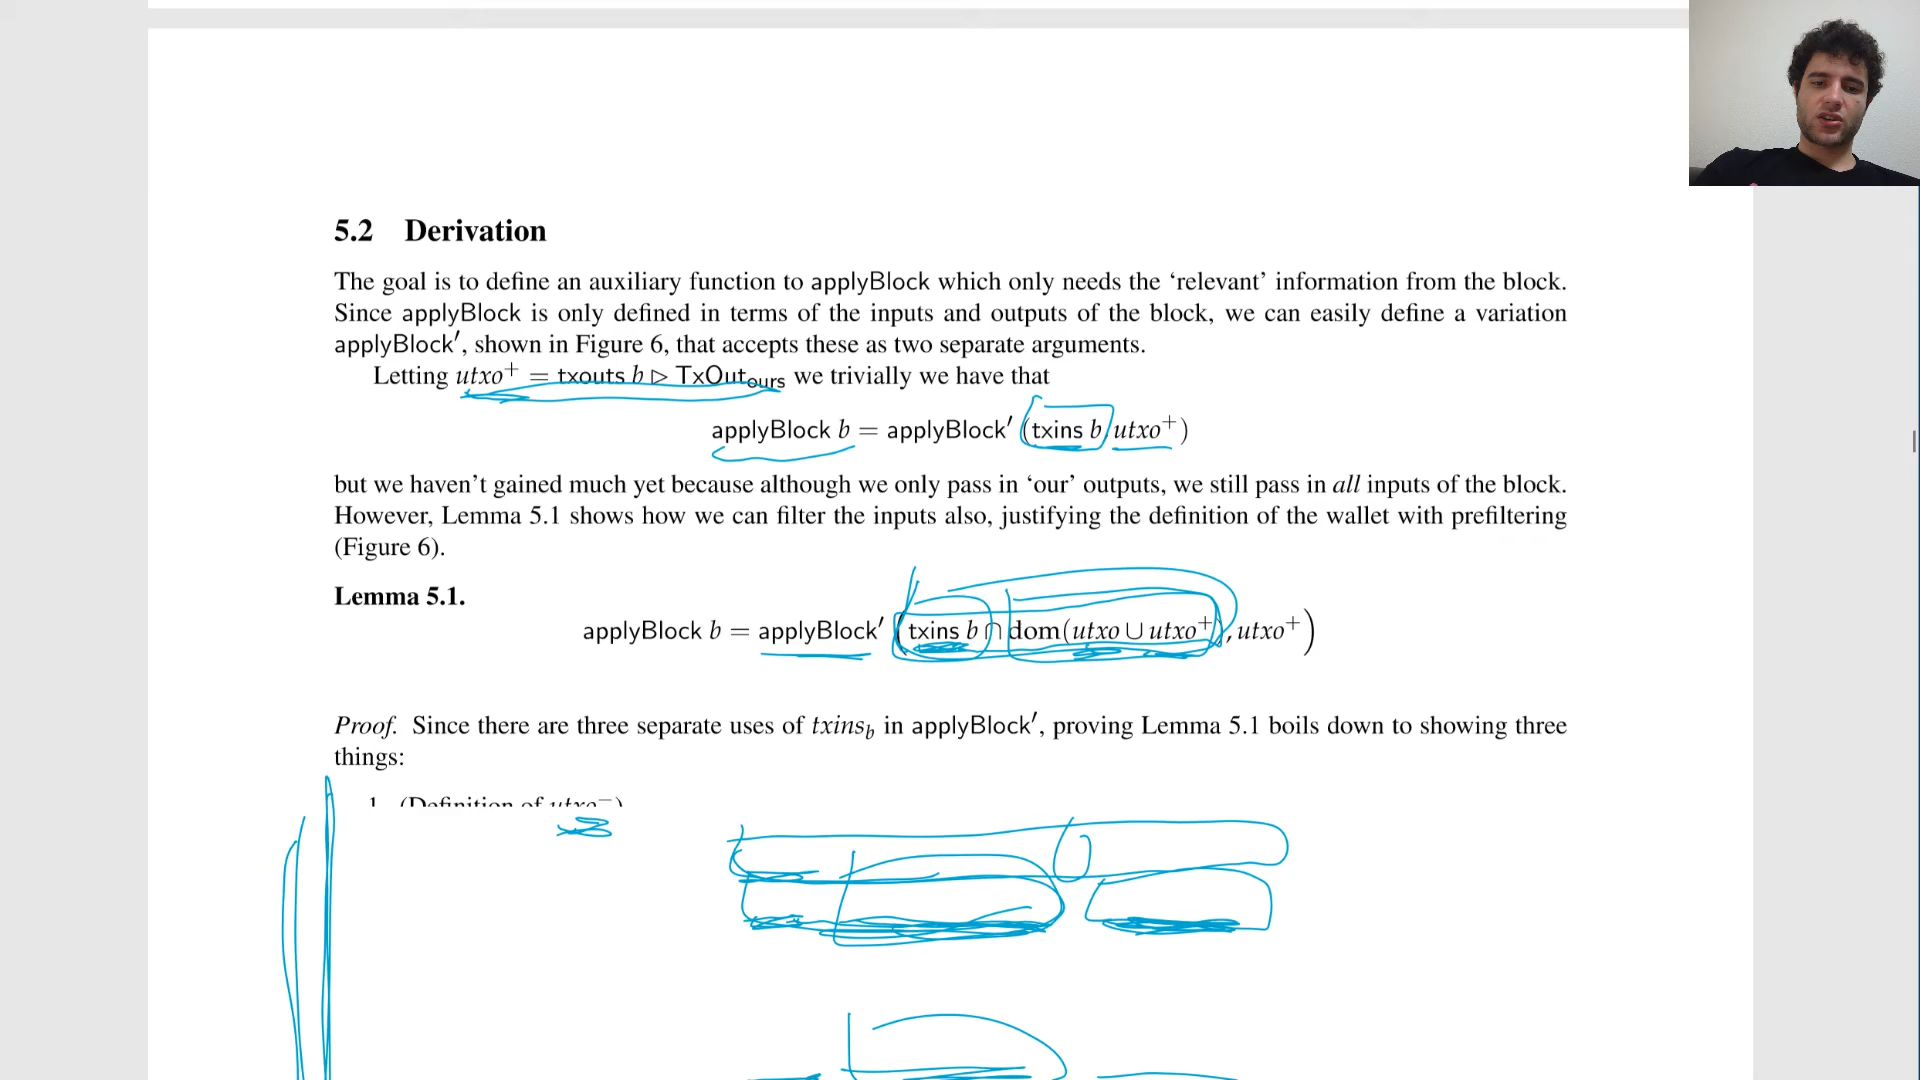 5.2 Derivation
The goal is to define an auxiliary function to applyBlock which only needs the ‘relevant’ information from the block.
Since applyBlock is only defined in terms of the inputs and outputs of the block, we can easily define a variation
applyBlock′, shown in Figure 6, that accepts these as two separate arguments.
Letting utxo⁺ = txouts b ▷ TxOut_ours we trivially we have that
applyBlock b = applyBlock′ (txins b, utxo⁺)
but we haven’t gained much yet because although we only pass in ‘our’ outputs, we still pass in all inputs of the block.
However, Lemma 5.1 shows how we can filter the inputs also, justifying the definition of the wallet with prefiltering
(Figure 6).
Lemma 5.1.
applyBlock b = applyBlock′ (txins b ∩ dom(utxo ∪ utxo⁺), utxo⁺)
Proof. Since there are three separate uses of txins_b in applyBlock′, proving Lemma 5.1 boils down to showing three
things:
1. (Definition of utxo⁻)